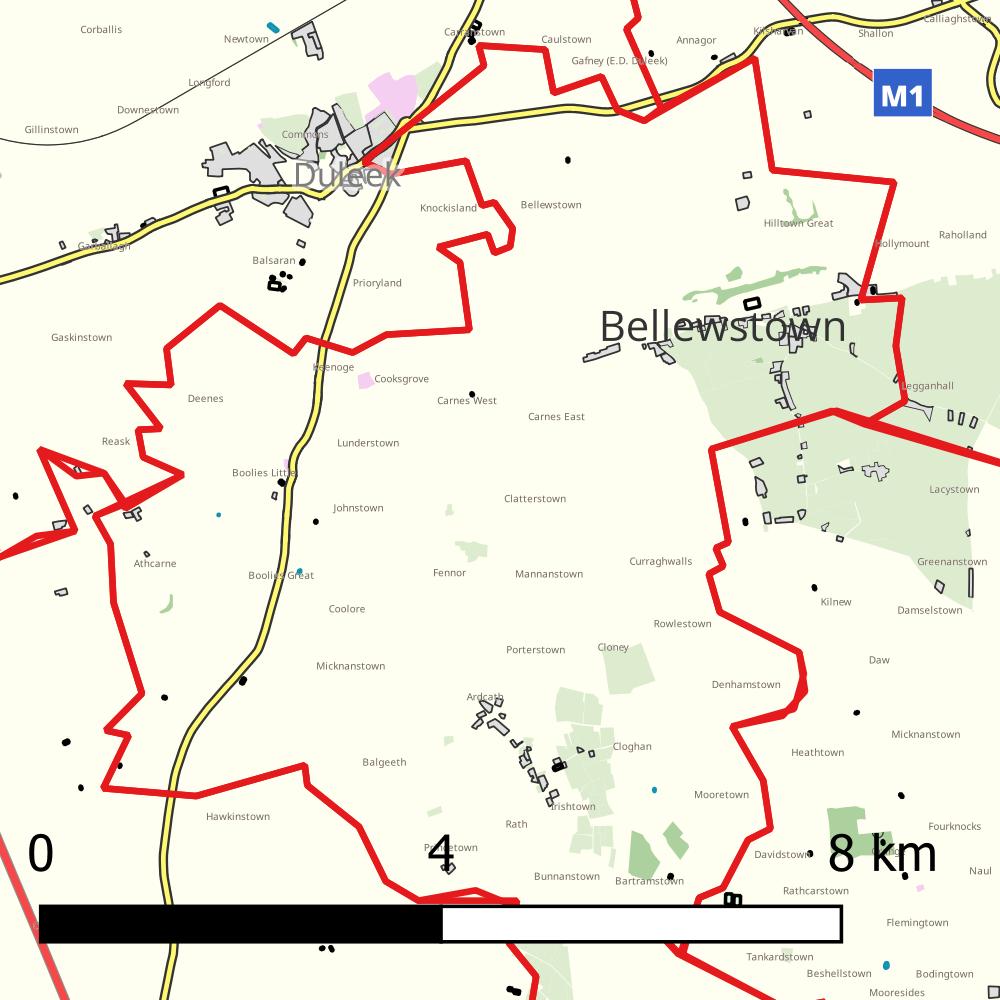 Corballis
Newtown
Carranstown
Caulstown
Annagor
Kilsharvan
Shallon
Calliaghstown
Gafney (E.D. Duleek)
Longford
Downestown
Gillinstown
Commons
M1
Duleek
Knockisland
Bellewstown
Hilltown Great
Hollymount
Raholland
Garballagh
Balsaran
Prioryland
Gaskinstown
Bellewstown
Keenoge
Cooksgrove
Carnes West
Carnes East
Legganhall
Deenes
Reask
Lunderstown
Boolies Little
Johnstown
Clatterstown
Lacystown
Athcarne
Boolies Great
Fennor
Mannanstown
Curraghwalls
Greenanstown
Coolore
Kilnew
Damselstown
Rowlestown
Porterstown
Cloney
Daw
Micknanstown
Ardcath
Denhamstown
Cloghan
Heathtown
Micknanstown
Balgeeth
Irishtown
Mooretown
Hawkinstown
Rath
Fourknocks
0
4
8 km
Davidstown
Naul
Bunnanstown
Bartramstown
Rathcarstown
Flemingtown
Tankardstown
Beshellstown
Bodingtown
Mooresides